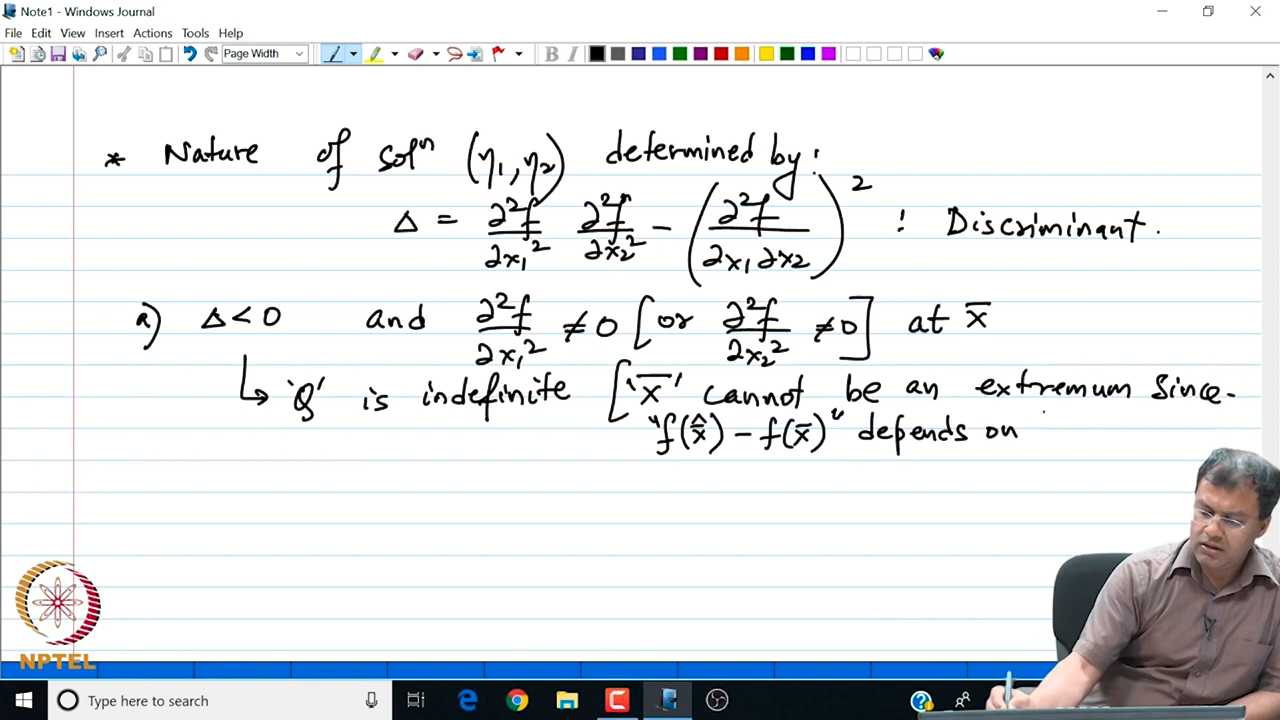 Note1 - Windows Journal
File Edit View Insert Actions Tools Help
Page Width B I
* Nature of solⁿ (η₁, η₂) determined by:
Δ = ∂²f/∂x₁² ∂²f/∂x₂² - (∂²f/∂x₁∂x₂)² : Discriminant.
a) Δ < 0 and ∂²f/∂x₁² ≠ 0 [or ∂²f/∂x₂² ≠ 0] at x̄
↳ 'Q' is indefinite ['x̄' cannot be an extremum since-
"f(x̂) - f(x̄)" depends on
NPTEL
Type here to search